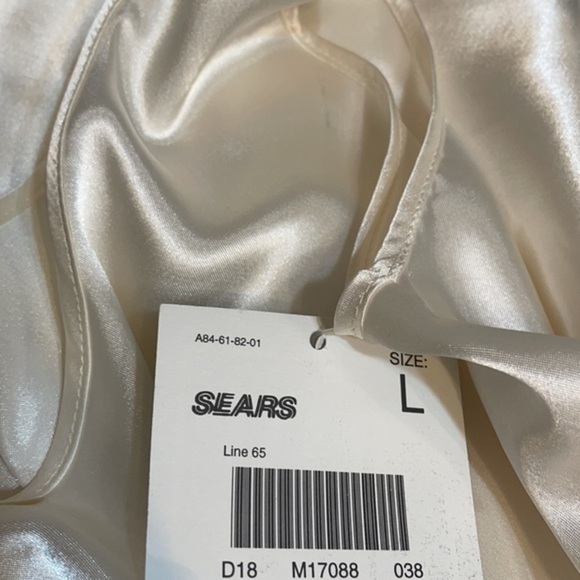 A84-61-82-01
SIZE:
SEARS
L
Line 65
D18 M17088 038